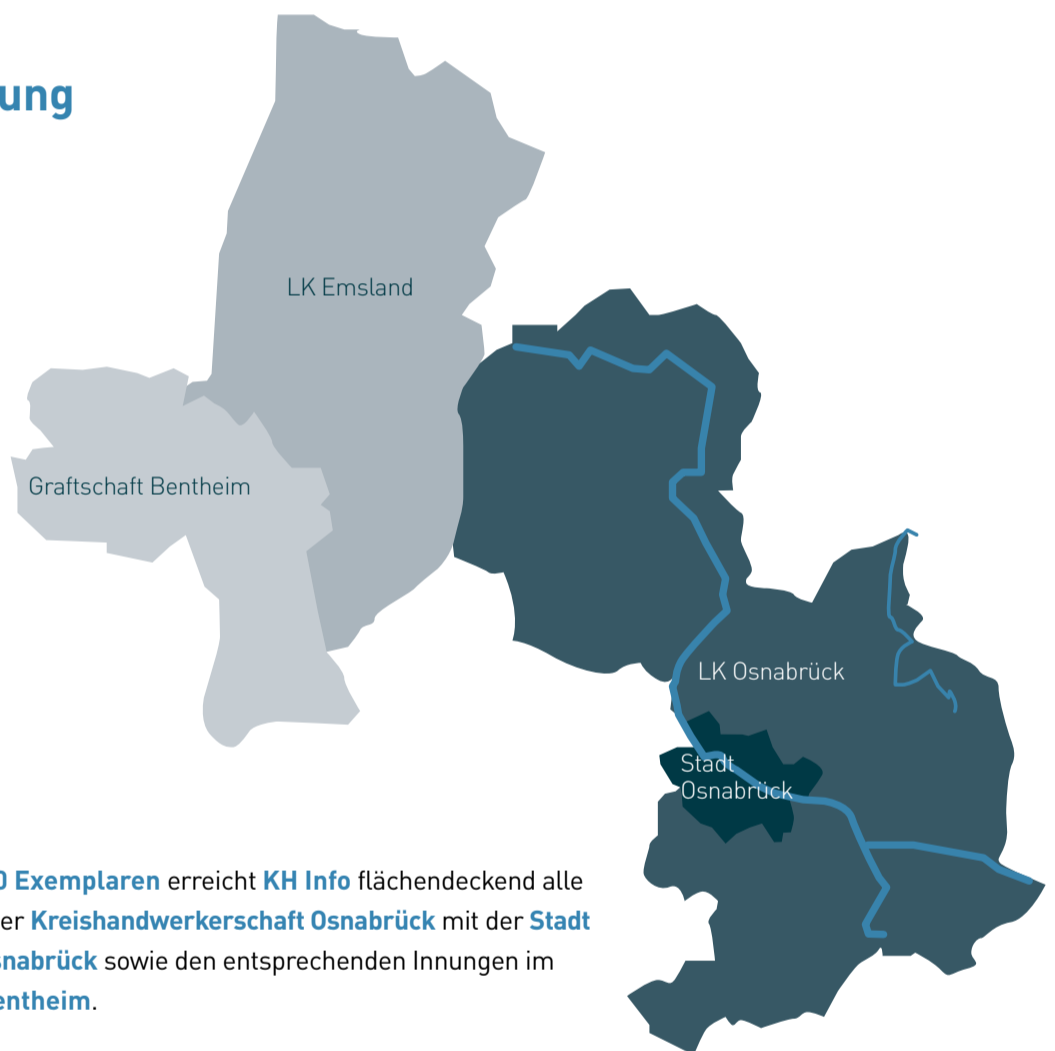 ung
LK Emsland
Graftschaft Bentheim
LK Osnabrück
Stadt
Osnabrück
0 Exemplaren erreicht KH Info flächendeckend alle
er Kreishandwerkerschaft Osnabrück mit der Stadt
snabrück sowie den entsprechenden Innungen im
entheim.